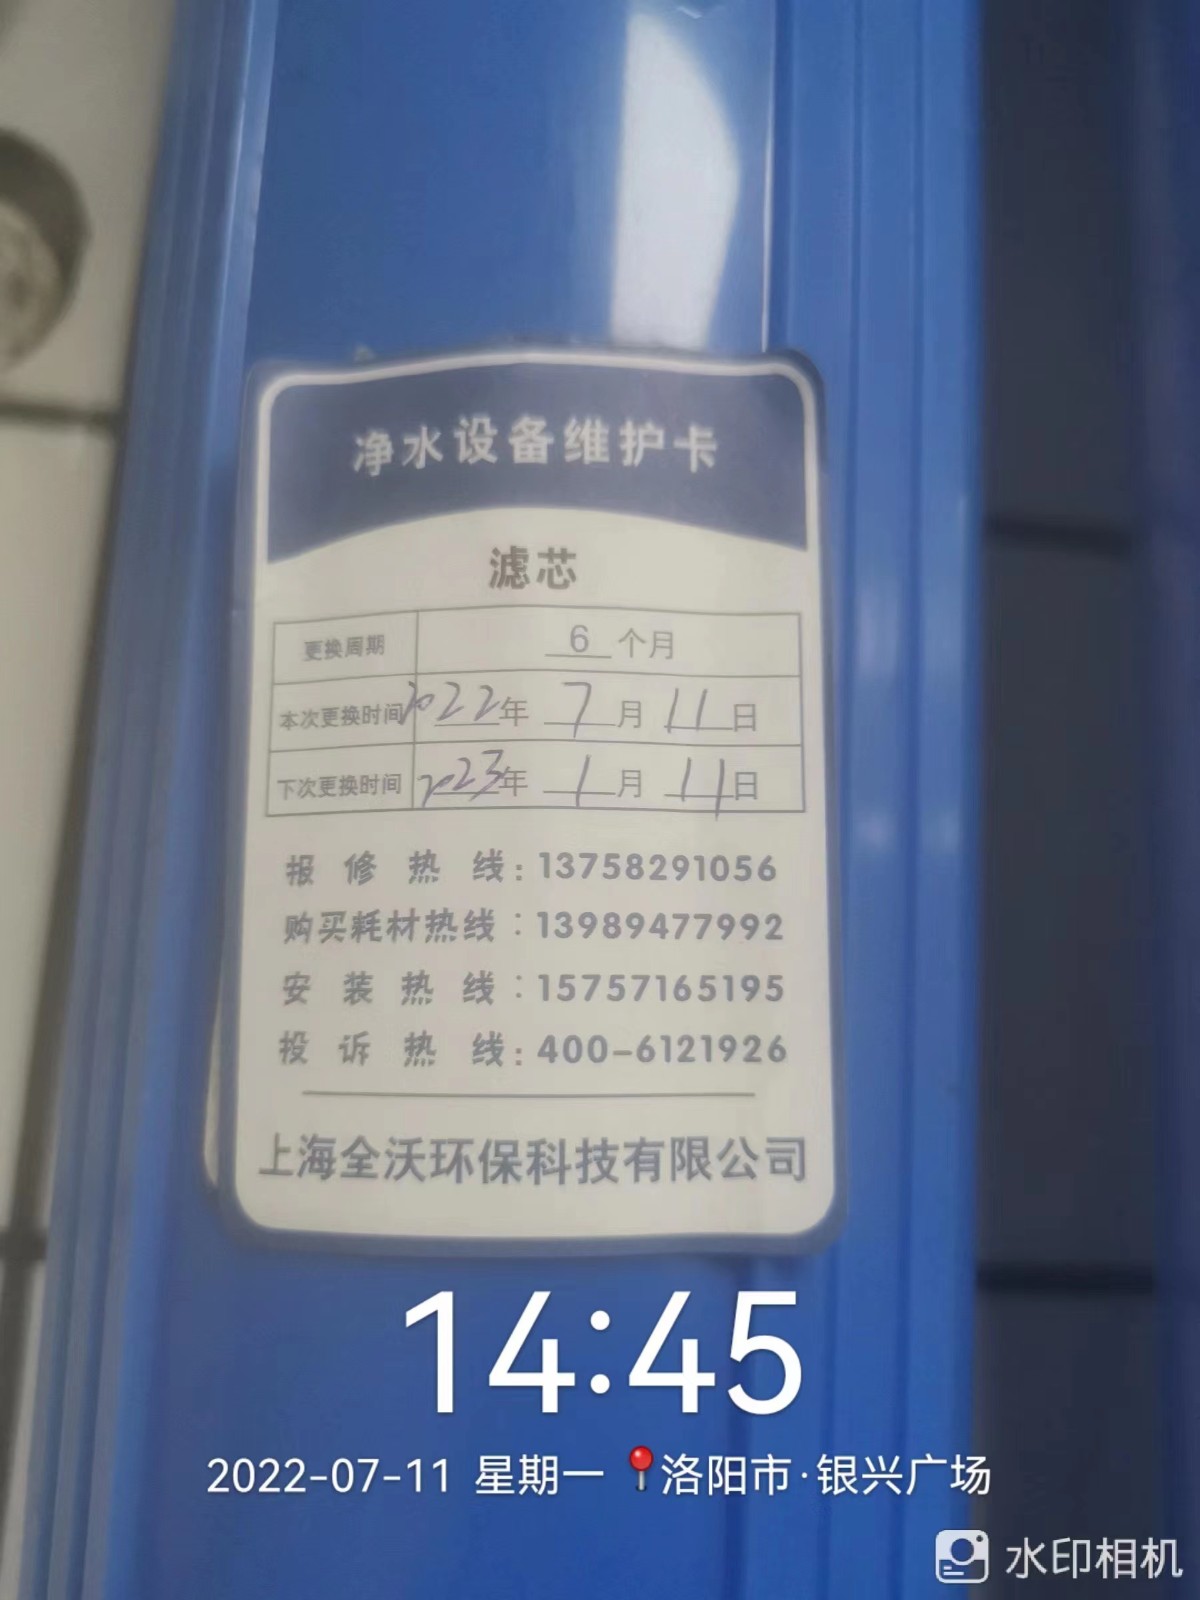 净水设备维护卡
滤芯
更换周期 6 个月
本次更换时间 2022年 7月 11日
下次更换时间 2023年 1月 11日
报修热线:13758291056
购买耗材热线:13989477992
安装热线:15757165195
投诉热线:400-6121926
上海全沃环保科技有限公司
14:45
2022-07-11 星期一 📍洛阳市·银兴广场
水印相机